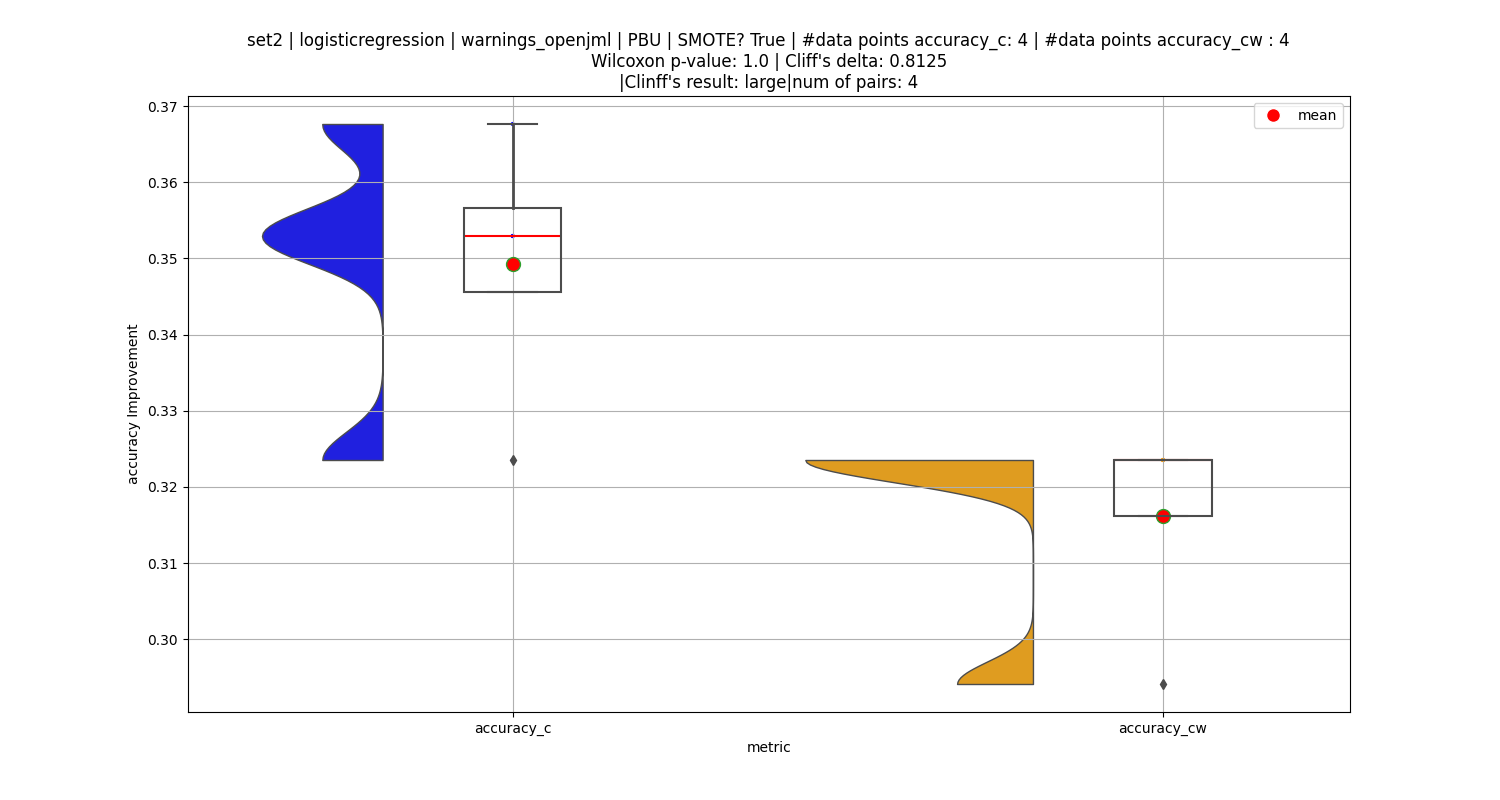 set2 | logisticregression | warnings_openjml | PBU | SMOTE? True | #data points accuracy_c: 4 | #data points accuracy_cw : 4
Wilcoxon p-value: 1.0 | Cliff's delta: 0.8125
|Clinff's result: large|num of pairs: 4
mean
0.37
0.36
0.35
0.34
0.33
0.32
0.31
0.30
accuracy Improvement
accuracy_c
accuracy_cw
metric